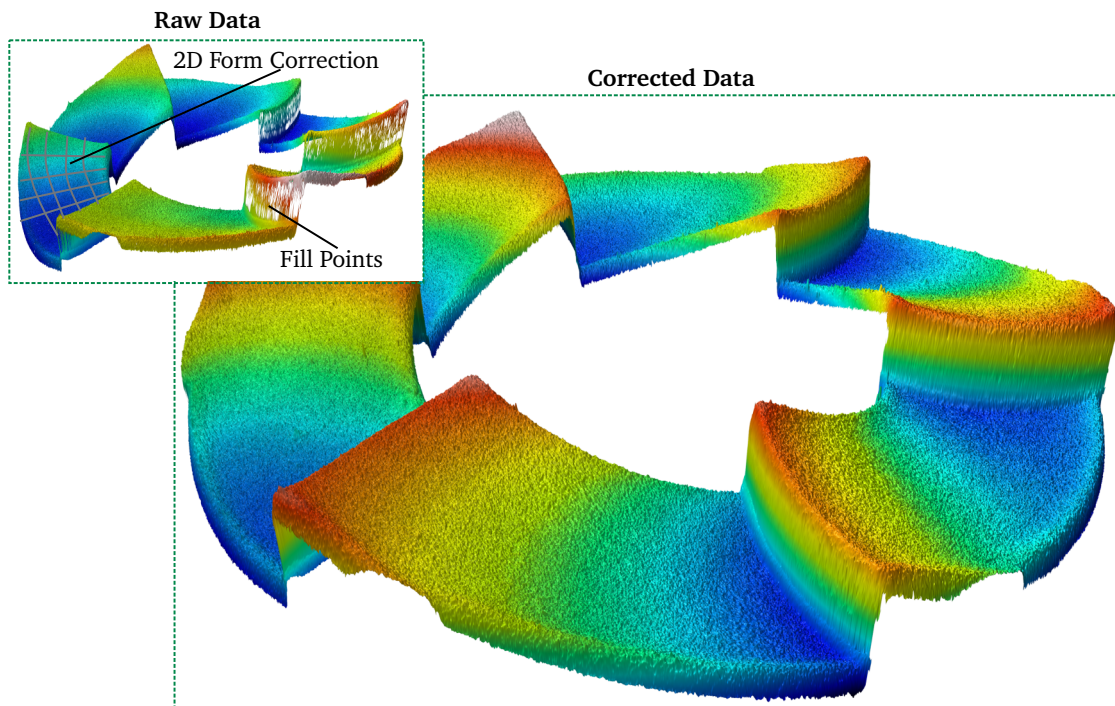 Raw Data
2D Form Correction
Corrected Data
Fill Points